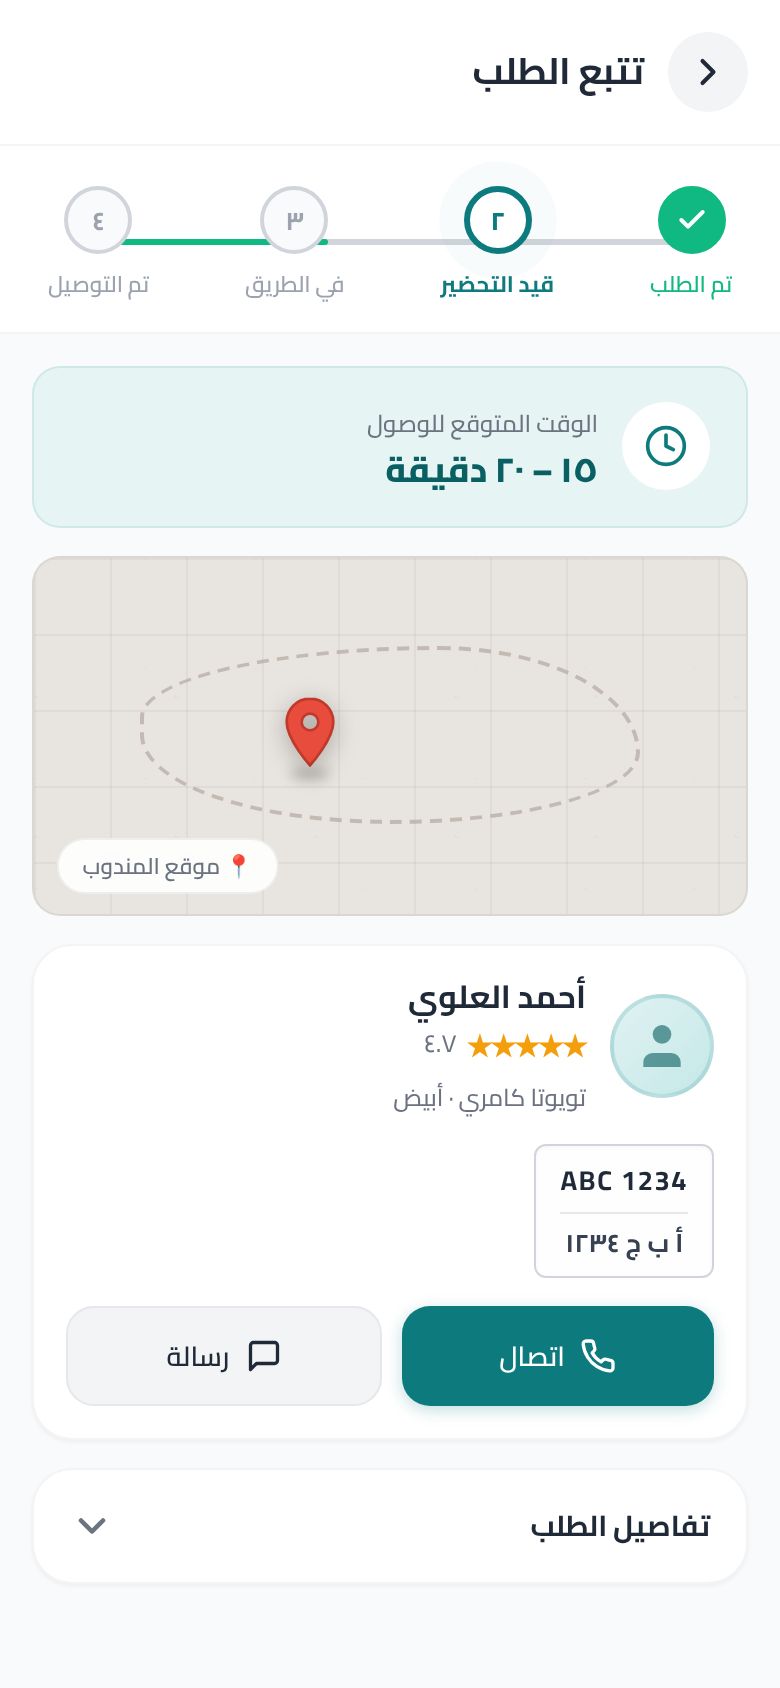 تتبع الطلب
تم الطلب
٢
قيد التحضير
٣
في الطريق
٤
تم التوصيل
الوقت المتوقع للوصول
١٥ – ٢٠ دقيقة
📍 موقع المندوب
أحمد العلوي
★★★★★ ٤.٧
تويوتا كامري · أبيض
ABC 1234
أ ب ج ١٢٣٤
اتصال
رسالة
تفاصيل الطلب